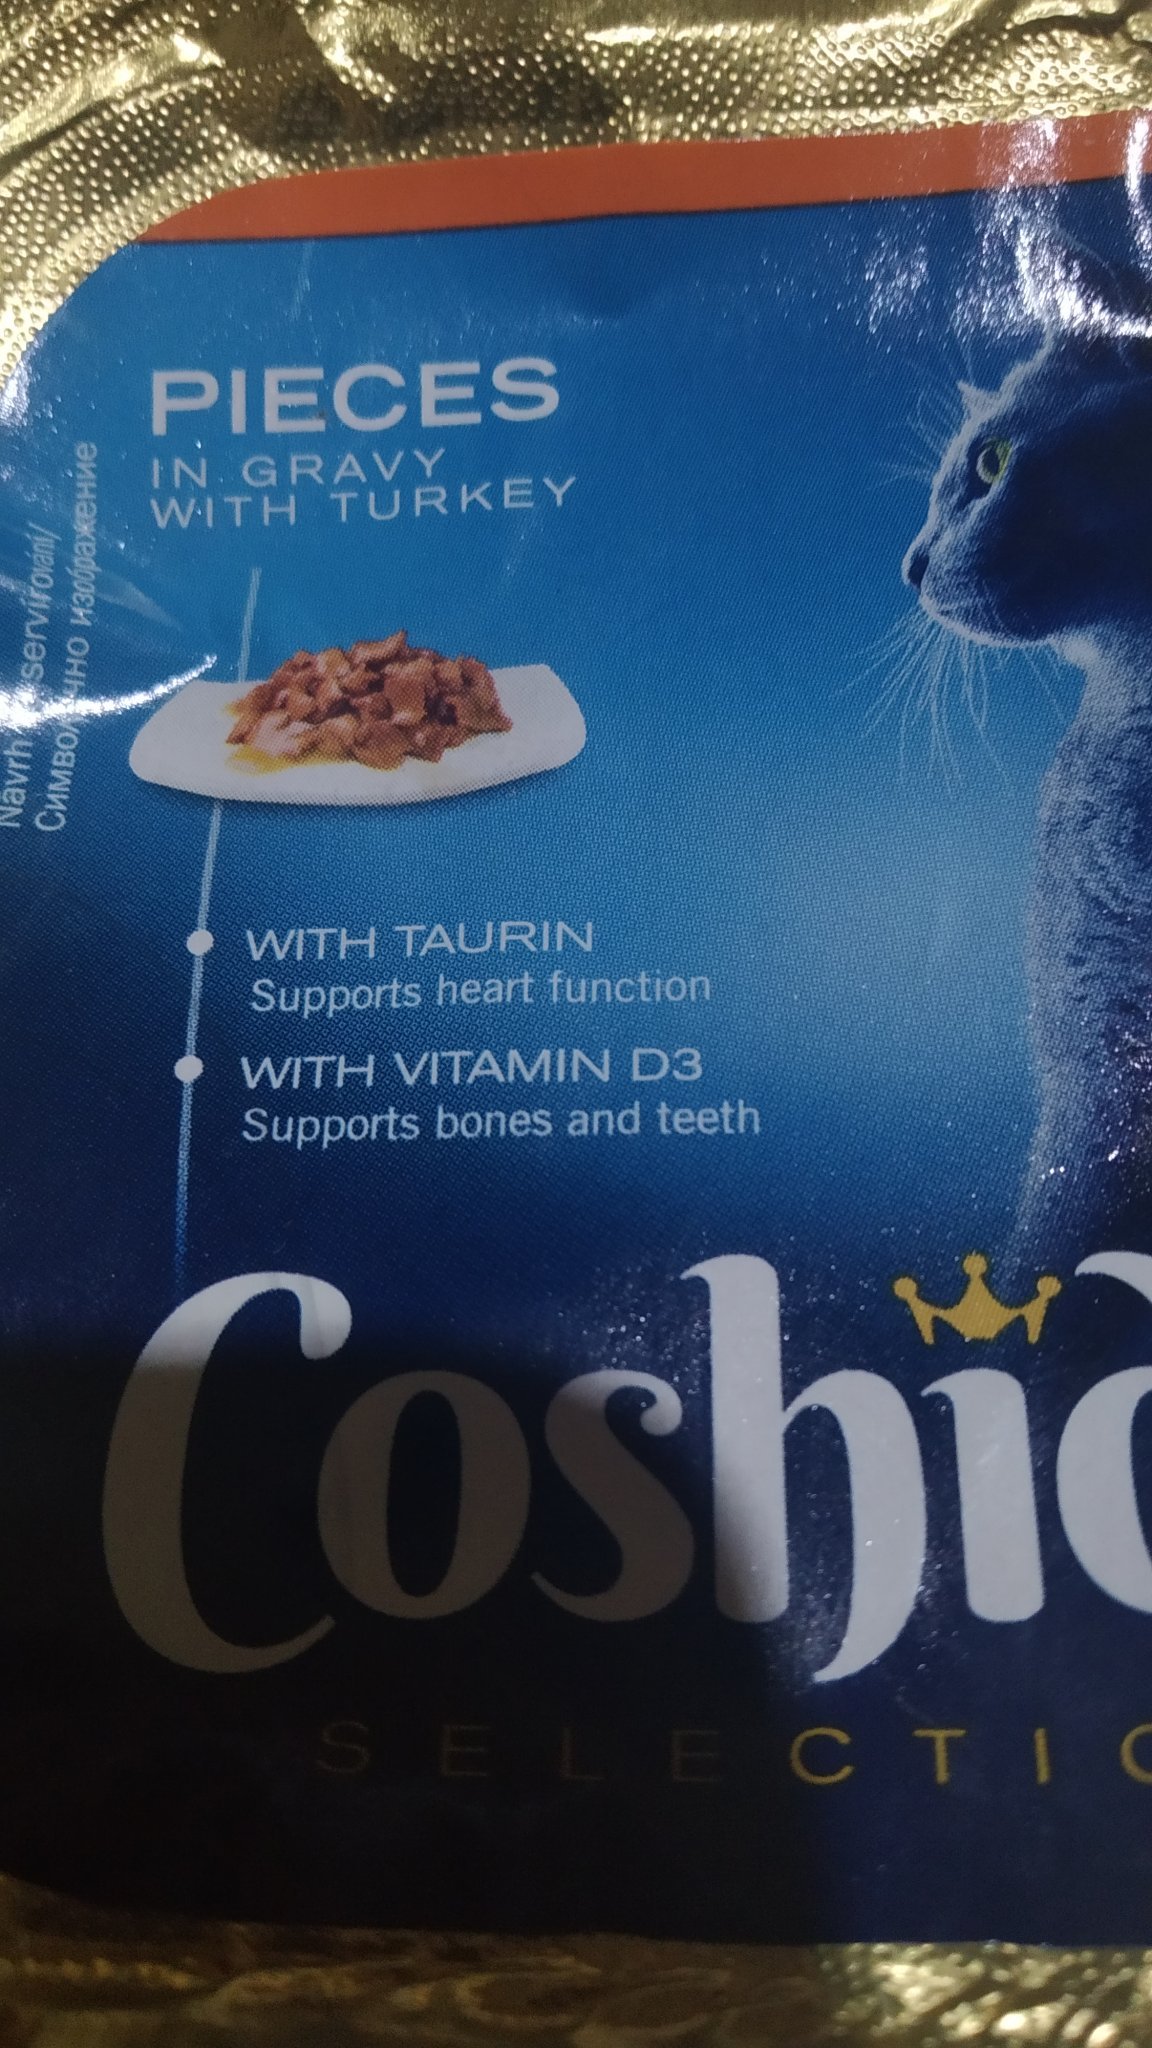 PIECES
IN GRAVY
WITH TURKEY
servírování/
изображение
WITH TAURIN
Supports heart function
WITH VITAMIN D3
Supports bones and teeth
Coshid
SELECTIO